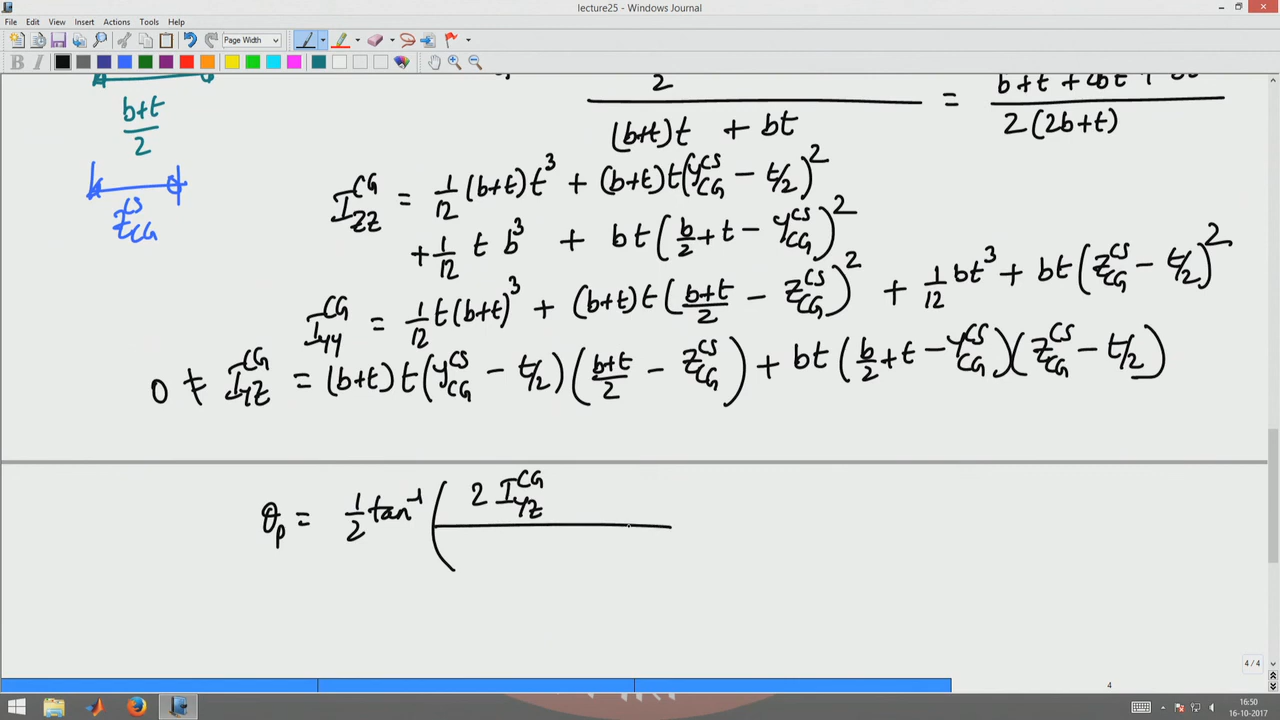 lecture25 - Windows Journal
File Edit View Insert Actions Tools Help
Page Width
B I
b+t
2
z^CS_CG
2
(b+t)t + bt
=
2(2b+t)
I^CG_ZZ = 1/12 (b+t)t^3 + (b+t)t(y^CS_CG - t/2)^2
+ 1/12 t b^3 + bt(b/2 + t - y^CS_CG)^2
I^CG_YY = 1/12 t(b+t)^3 + (b+t)t((b+t)/2 - z^CS_CG)^2 + 1/12 bt^3 + bt(z^CS_CG - t/2)^2
0 ≠ I^CG_YZ = (b+t)t(y^CS_CG - t/2)((b+t)/2 - z^CS_CG) + bt(b/2 + t - y^CS_CG)(z^CS_CG - t/2)
θ_p = 1/2 tan^-1 ( 2 I^CG_YZ
4/4
4
16:50
16-10-2017